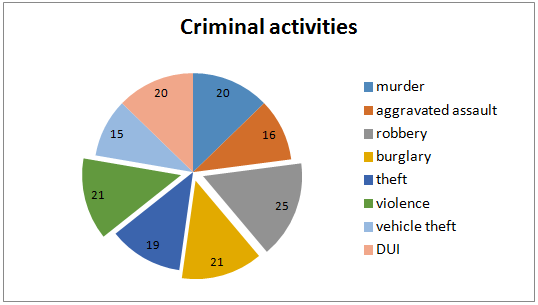 Criminal activities
20
20
16
15
25
21
19
21
murder
aggravated assault
robbery
burglary
theft
violence
vehicle theft
DUI